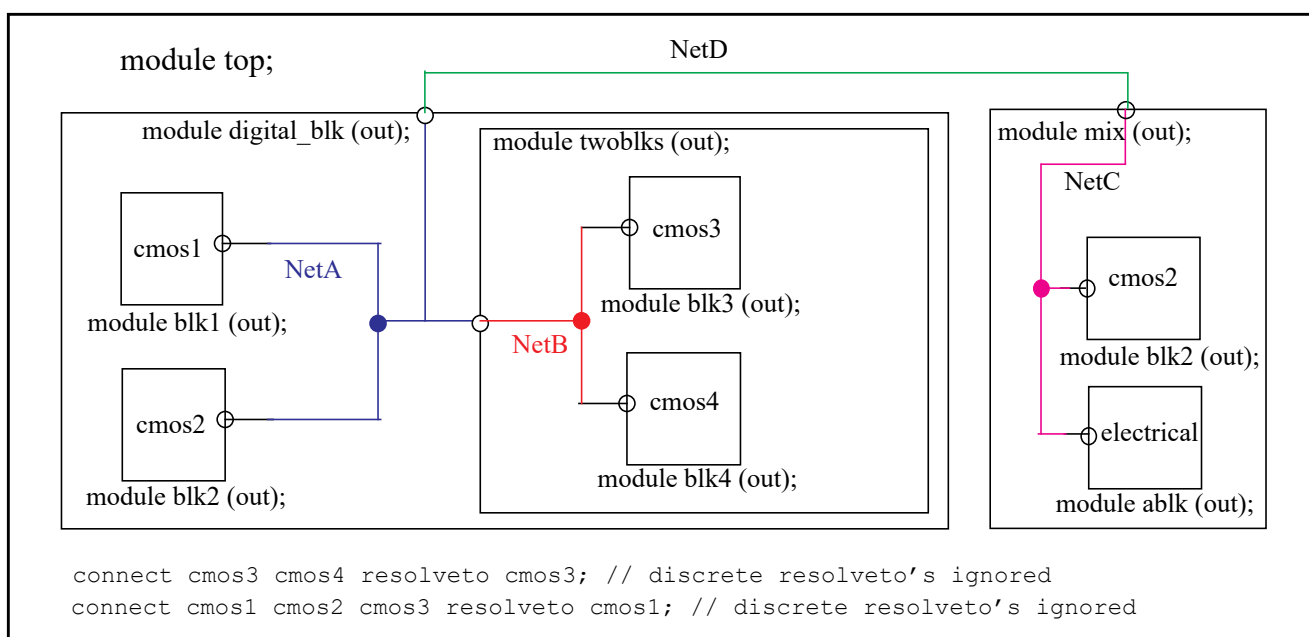 module top;
NetD
module digital_blk (out);
module twoblks (out);
module mix (out);
NetC
cmos1
cmos3
NetA
cmos2
module blk3 (out);
module blk1 (out);
NetB
module blk2 (out);
cmos2
cmos4
electrical
module blk4 (out);
module blk2 (out);
module ablk (out);
connect cmos3 cmos4 resolveto cmos3; // discrete resolveto’s ignored
connect cmos1 cmos2 cmos3 resolveto cmos1; // discrete resolveto’s ignored